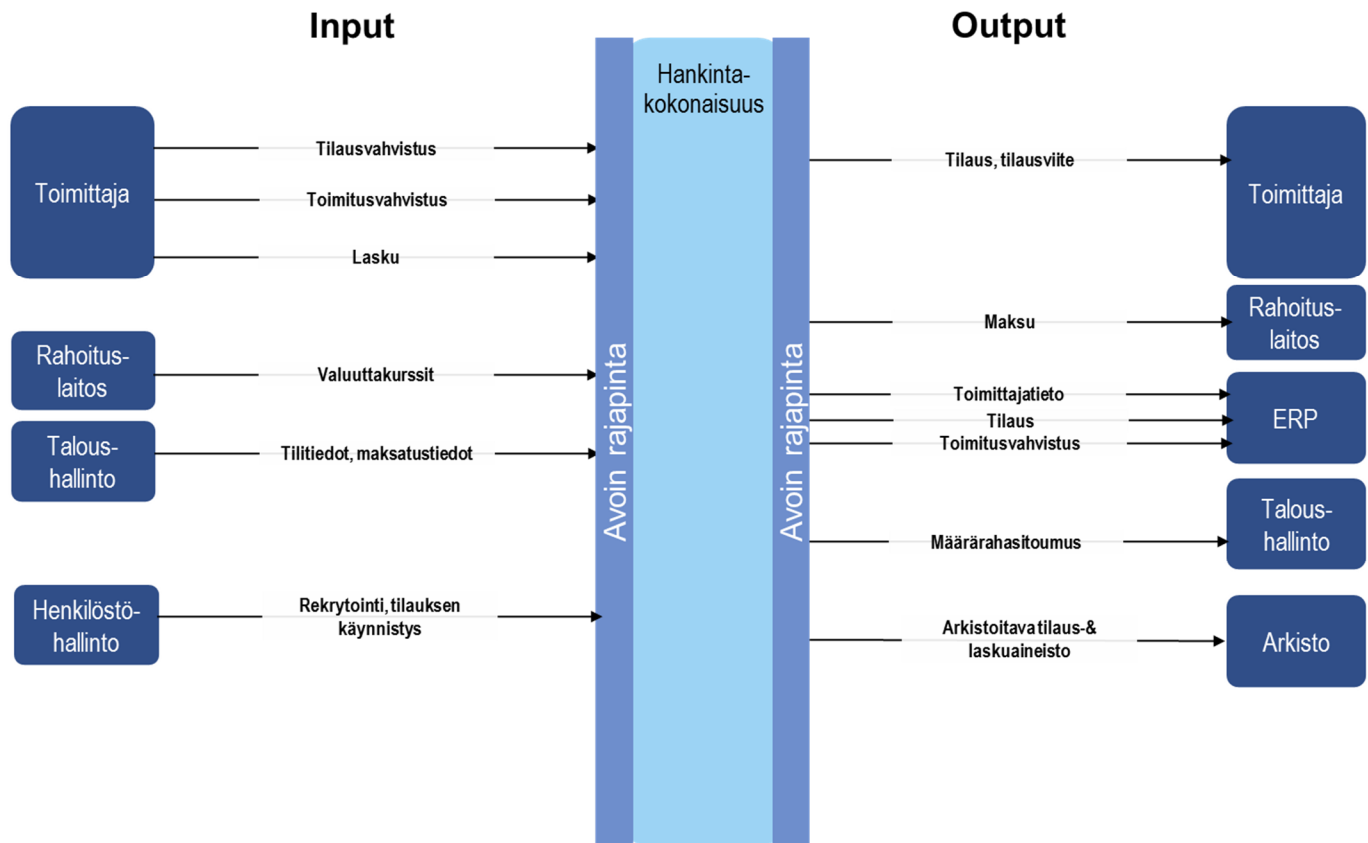 Input
Output
Hankinta-
kokonaisuus
Toimittaja
Tilausvahvistus
Toimitusvahvistus
Lasku
Rahoitus-
laitos
Valuuttakurssit
Talous-
hallinto
Tilitiedot, maksatustiedot
Henkilöstö-
hallinto
Rekrytointi, tilauksen
käynnistys
Avoin rajapinta
Avoin rajapinta
Tilaus, tilausviite
Toimittaja
Maksu
Rahoitus-
laitos
Toimittajatieto
Tilaus
Toimitusvahvistus
ERP
Määrärahasitoumus
Talous-
hallinto
Arkistoitava tilaus- &
laskuaineisto
Arkisto